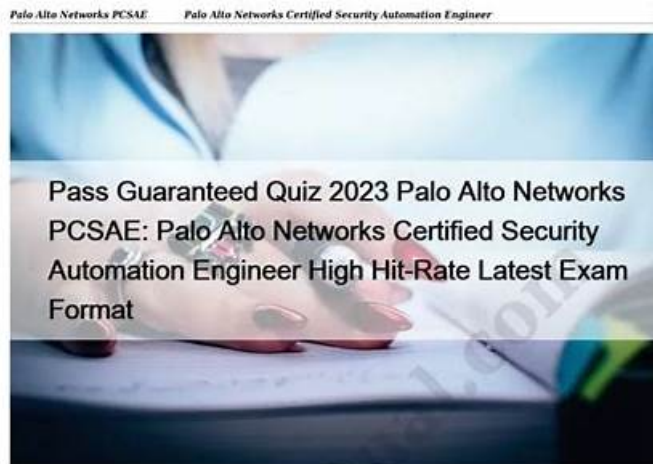 Palo Alto Networks PCSAE Palo Alto Networks Certified Security Automation Engineer
Pass Guaranteed Quiz 2023 Palo Alto Networks
PCSAE: Palo Alto Networks Certified Security
Automation Engineer High Hit-Rate Latest Exam
Format